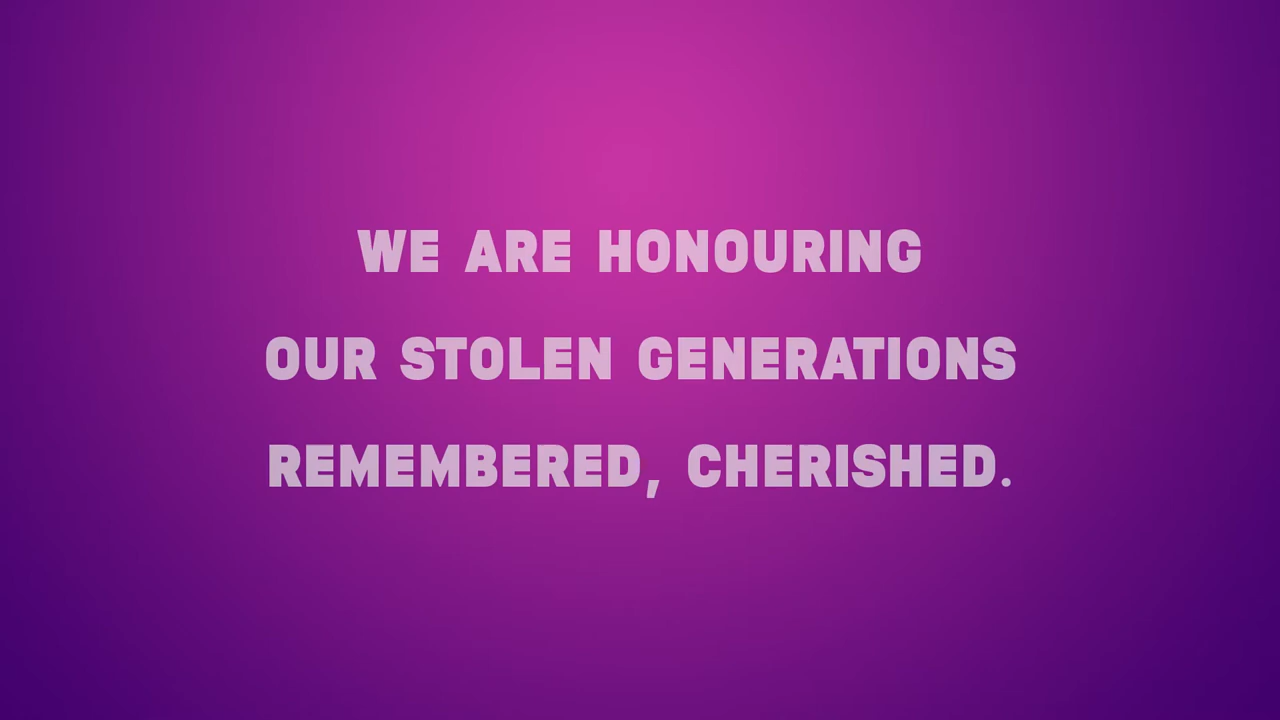 WE ARE HONOURING
OUR STOLEN GENERATIONS
REMEMBERED, CHERISHED.